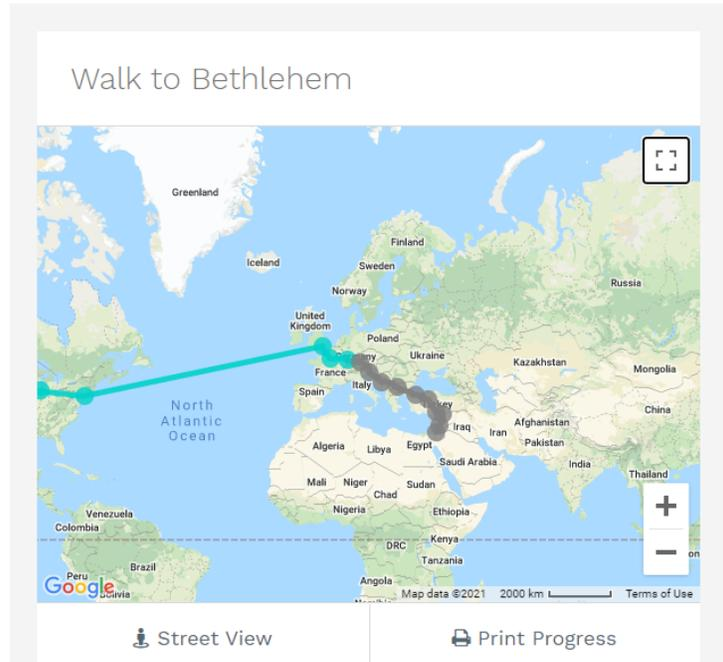 Walk to Bethlehem
Greenland
Iceland
Finland
Sweden
Norway
Russia
United
Kingdom
Poland
Ukraine
France
Kazakhstan
Mongolia
Italy
Spain
China
North
Atlantic
Ocean
Iraq
Iran
Afghanistan
Pakistan
Algeria
Libya
Egypt
Saudi Arabia
India
Thailand
Mali
Niger
Chad
Sudan
Nigeria
Ethiopia
Venezuela
Colombia
DRC
Kenya
Tanzania
Peru
Brazil
Angola
Google
Map data ©2021
2000 km
Terms of Use
Street View
Print Progress